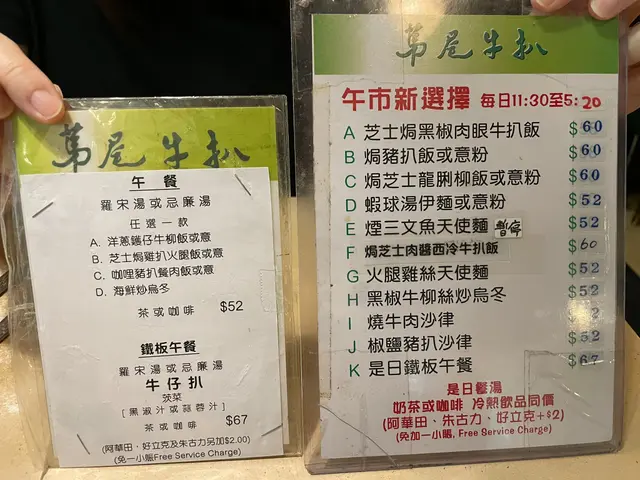 萬尾牛扒
午餐
羅宋湯或忌廉湯
任選一款
A. 洋蔥蠔仔牛柳飯或意
B. 芝士焗雞扒火腿飯或意
C. 咖哩豬扒餐肉飯或意
D. 海鮮炒烏冬
茶或咖啡 $52
鐵板午餐
羅宋湯或忌廉湯
牛仔扒
茨菜
[黑椒汁或蒜蓉汁]
茶或咖啡 $67
(阿華田、好立克及朱古力另加$2.00)
(免一小賬Free Service Charge)
萬尾牛扒
午市新選擇 每日11:30至5:20
A 芝士焗黑椒肉眼牛扒飯 $60
B 焗豬扒飯或意粉 $60
C 焗芝士龍脷柳飯或意粉 $60
D 蝦球湯伊麵或意粉 $52
E 煙三文魚天使麵 暫停 $52
F 焗芝士肉醬西冷牛扒飯 $60
G 火腿雞絲天使麵 $52
H 黑椒牛柳絲炒烏冬 $52
I 燒牛肉沙律 2
J 椒鹽豬扒沙律 $52
K 是日鐵板午餐 $67
是日餐湯
奶茶或咖啡 冷熱飲品同價
(阿華田、朱古力、好立克+$2)
(免加一小賬, Free Service Charge)